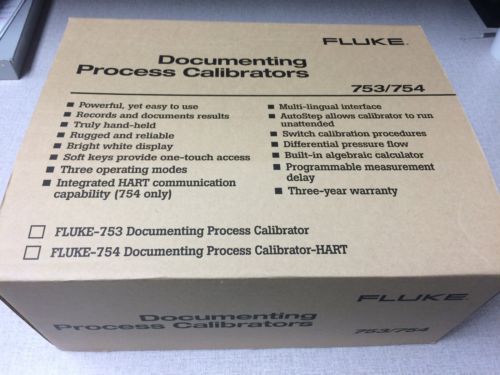 FLUKE®
Documenting
Process Calibrators
753/754
■ Powerful, yet easy to use
■ Records and documents results
■ Truly hand-held
■ Rugged and reliable
■ Bright white display
■ Soft keys provide one-touch access
■ Three operating modes
■ Integrated HART communication
capability (754 only)
■ Multi-lingual interface
■ AutoStep allows calibrator to run
unattended
■ Switch calibration procedures
■ Differential pressure flow
■ Built-in algebraic calculator
■ Programmable measurement
delay
■ Three-year warranty
☐ FLUKE-753 Documenting Process Calibrator
☐ FLUKE-754 Documenting Process Calibrator-HART
FLUKE®
Documenting
Process Calibrators
753/754